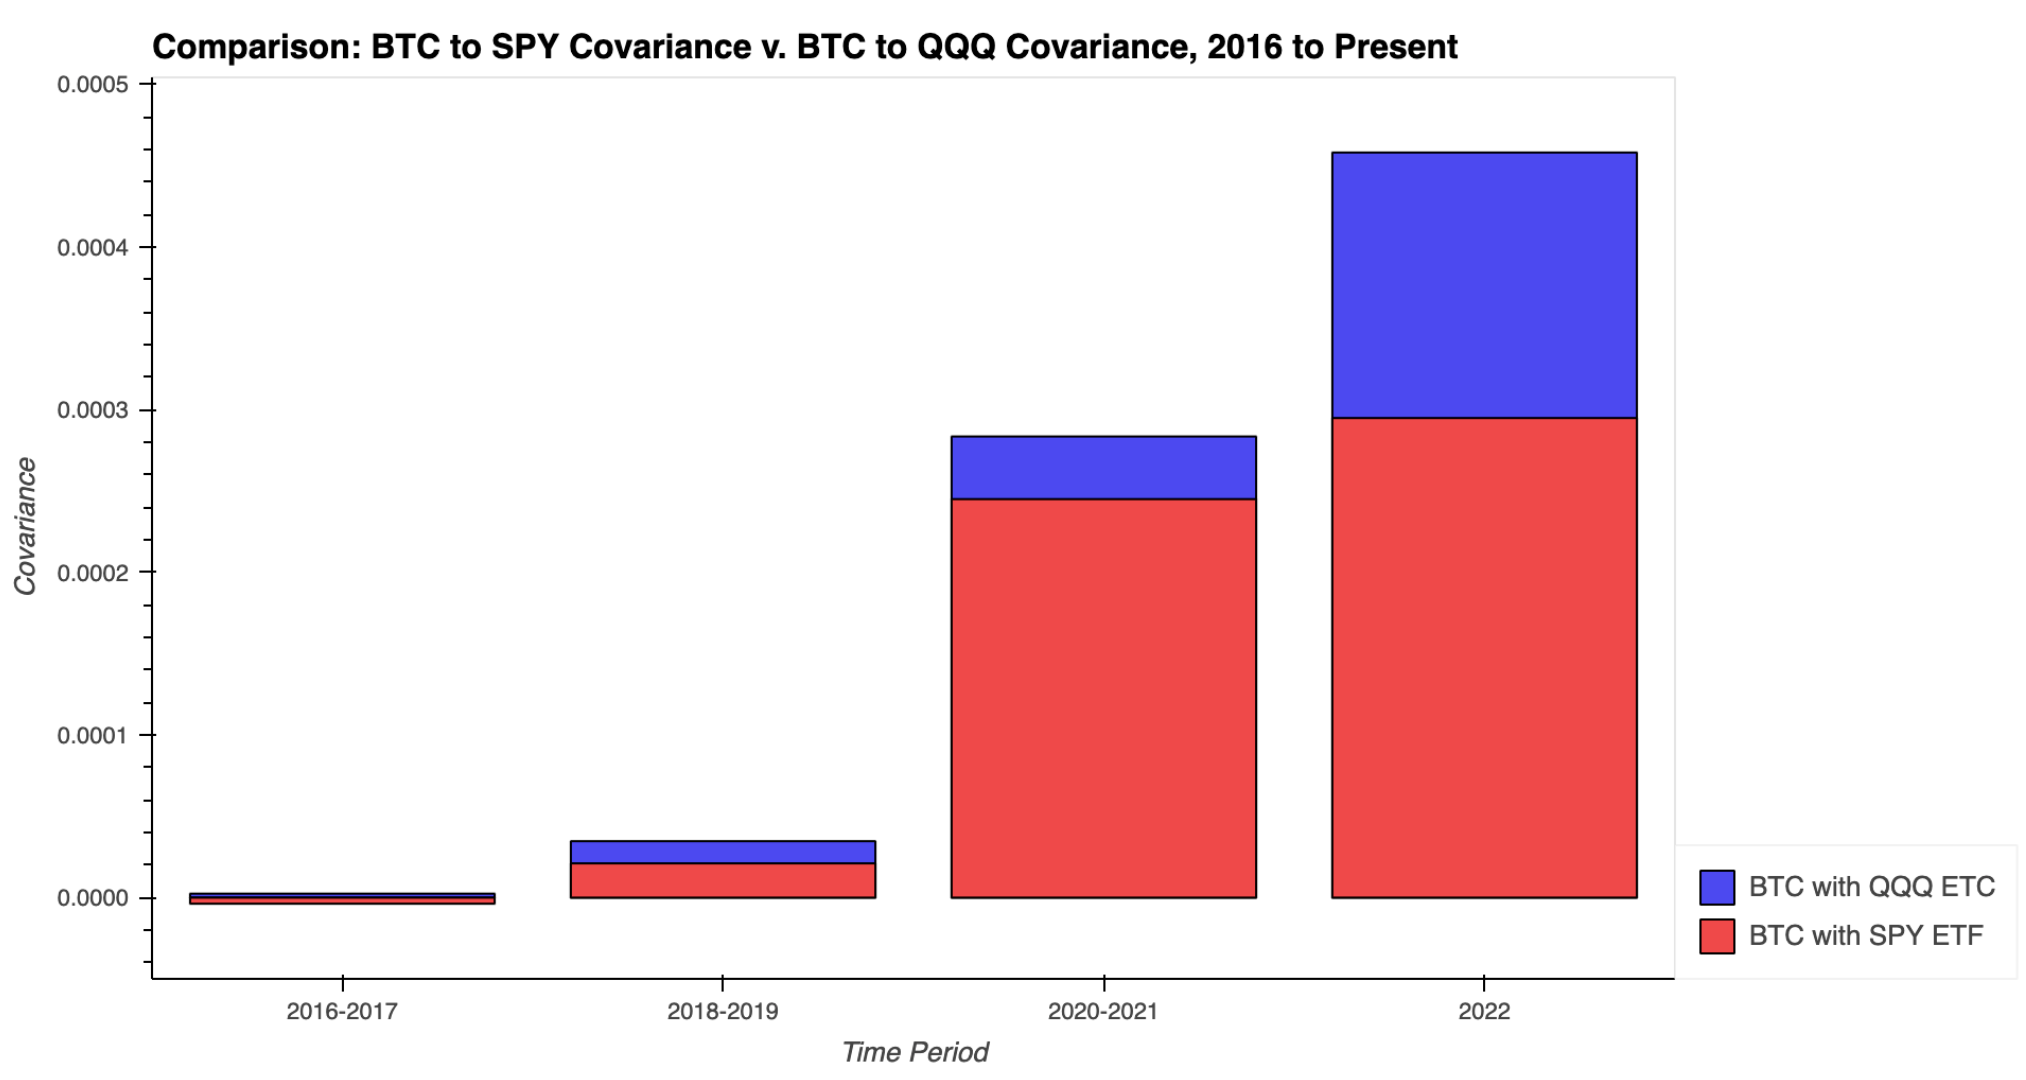 Comparison: BTC to SPY Covariance v. BTC to QQQ Covariance, 2016 to Present
0.0005
0.0004
0.0003
0.0002
0.0001
0.0000
Covariance
2016-2017
2018-2019
2020-2021
2022
Time Period
BTC with QQQ ETC
BTC with SPY ETF